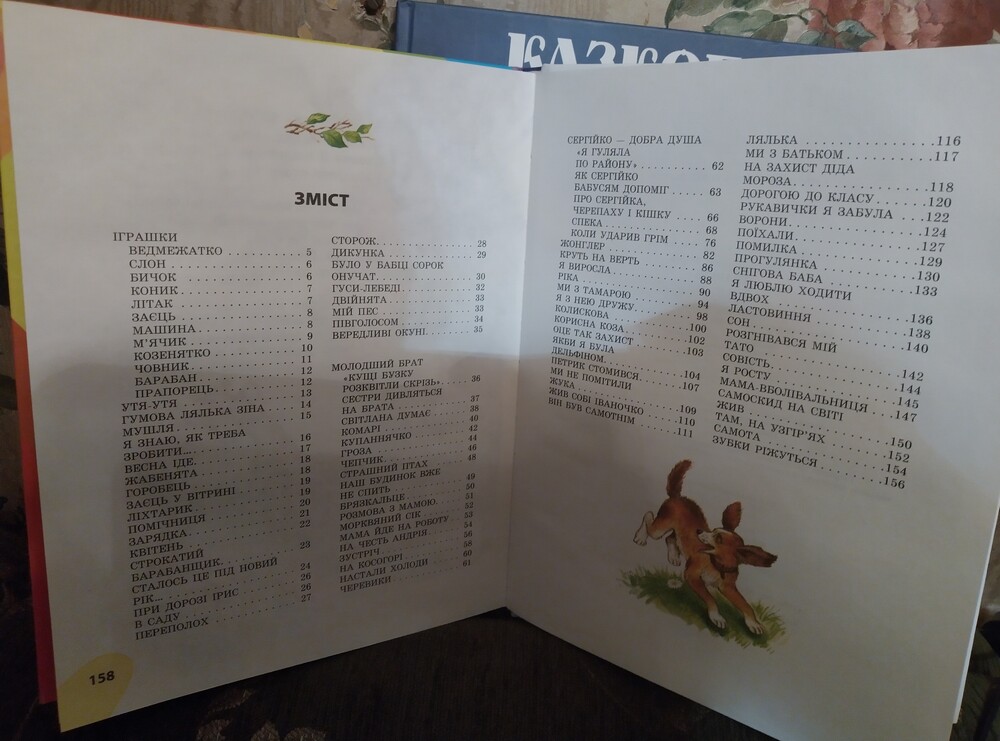 ЗМІСТ
ІГРАШКИ
ВЕДМЕЖАТКО 5
СЛОН 6
БИЧОК 6
КОНИК 7
ЛІТАК 7
ЗАЄЦЬ 8
МАШИНА 8
М'ЯЧИК 9
КОЗЕНЯТКО 10
ЧОВНИК 11
БАРАБАН 12
ПРАПОРЕЦЬ 12
УТЯ-УТЯ 13
ГУМОВА ЛЯЛЬКА ЗІНА 14
МУШЛЯ 15
Я ЗНАЮ, ЯК ТРЕБА
ЗРОБИТИ... 16
ВЕСНА ІДЕ 17
ЖАБЕНЯТА 18
ГОРОБЕЦЬ 18
ЗАЄЦЬ У ВІТРИНІ 19
ЛІХТАРИК 19
ПОМІЧНИЦЯ 20
ЗАРЯДКА 21
КВІТЕНЬ 22
СТРОКАТИЙ
БАРАБАНЩИК 23
СТАЛОСЬ ЦЕ ПІД НОВИЙ
РІК... 24
ПРИ ДОРОЗІ ІРИС 26
В САДУ 26
ПЕРЕПОЛОХ 27
СТОРОЖ 28
ДИКУНКА 29
БУЛО У БАБЦІ СОРОК
ОНУЧАТ 30
ГУСИ-ЛЕБЕДІ 32
ДВІЙНЯТА 33
МІЙ ПЕС 33
ПІВГОЛОСОМ 34
ВЕРЕДЛИВІ ОКУНІ 35
МОЛОДШИЙ БРАТ
«КУЩІ БУЗКУ
РОЗКВІТЛИ СКРІЗЬ» 36
СЕСТРИ ДИВЛЯТЬСЯ
НА БРАТА 37
СВІТЛАНА ДУМАЄ 38
КОМАРІ 40
КУПАННЯЧКО 42
ГРОЗА 44
ЧЕПЧИК 46
СТРАШНИЙ ПТАХ 48
НАШ БУДИНОК ВЖЕ
НЕ СПИТЬ 49
БРЯЗКАЛЬЦЕ 50
РОЗМОВА З МАМОЮ 51
МОРКВЯНИЙ СІК 52
МАМА ЙДЕ НА РОБОТУ 53
НА ЧЕСТЬ АНДРІЯ 54
ЗУСТРІЧ 56
НА КОСОГОРІ 58
НАСТАЛИ ХОЛОДИ 60
ЧЕРЕВИКИ 61
158
СЕРГІЙКО — ДОБРА ДУША
«Я ГУЛЯЛА
ПО РАЙОНУ» 62
ЯК СЕРГІЙКО
БАБУСЯМ ДОПОМІГ 63
ПРО СЕРГІЙКА,
ЧЕРЕПАХУ І КІШКУ 66
СПЕКА 68
КОЛИ УДАРИВ ГРІМ 76
ЖОНГЛЕР 82
КРУТЬ НА ВЕРТЬ 86
Я ВИРОСЛА 88
РІКА 90
МИ З ТАМАРОЮ 94
Я З НЕЮ ДРУЖУ 98
КОЛИСКОВА 100
КОРИСНА КОЗА 102
ОЦЕ ТАК ЗАХИСТ 103
ЯКБИ Я БУЛА
ДЕЛЬФІНОМ 104
ПЕТРИК СТОМИВСЯ 107
МИ НЕ ПОМІТИЛИ
ЖУКА 109
ЖИВ СОБІ ІВАНОЧКО 110
ВІН БУВ САМОТНІМ 111
ЛЯЛЬКА 116
МИ З БАТЬКОМ 117
НА ЗАХИСТ ДІДА
МОРОЗА 118
ДОРОГОЮ ДО КЛАСУ 120
РУКАВИЧКИ Я ЗАБУЛА 122
ВОРОНИ 124
ПОЇХАЛИ 127
ПОМИЛКА 129
ПРОГУЛЯНКА 130
СНІГОВА БАБА 133
Я ЛЮБЛЮ ХОДИТИ
ВДВОХ 136
ЛАСТОВИННЯ 138
СОН 140
РОЗГНІВАВСЯ МІЙ
ТАТО 142
СОВІСТЬ 144
Я РОСТУ 145
МАМА-ВБОЛІВАЛЬНИЦЯ 147
САМОСКИД НА СВІТІ
ЖИВ 150
ТАМ, НА УЗГІР'ЯХ 152
САМОТА 154
ЗУБКИ РІЖУТЬСЯ 156